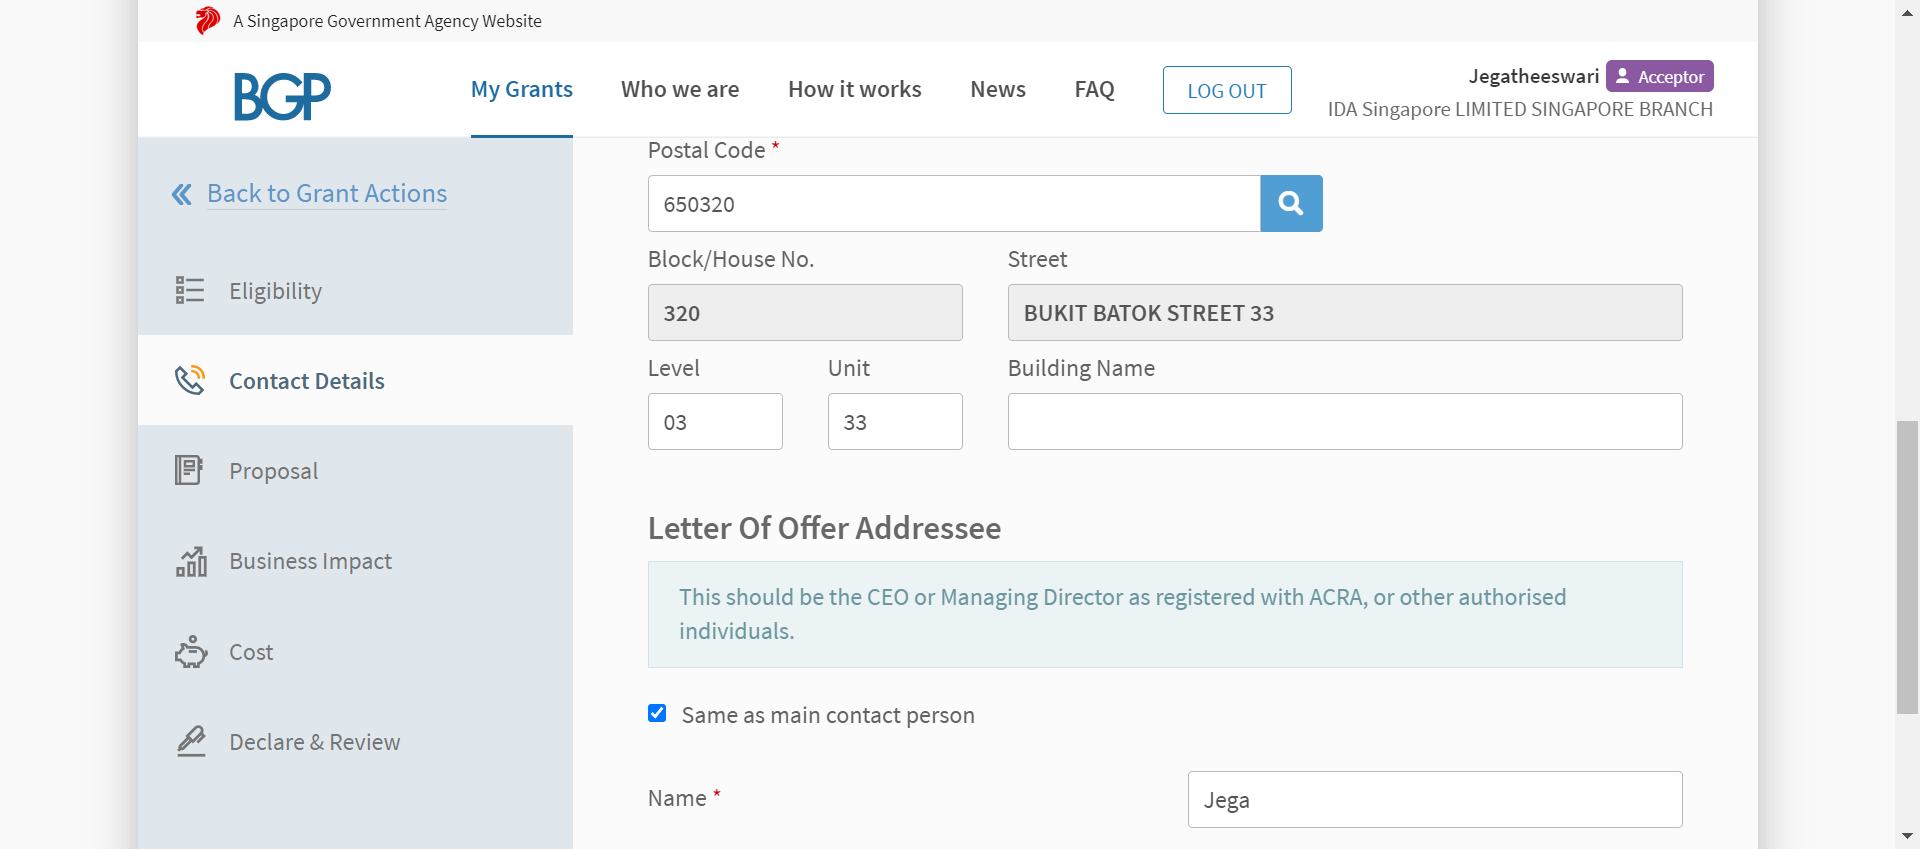 A Singapore Government Agency Website
BGP
My Grants
Who we are
How it works
News
FAQ
LOG OUT
Jegatheeswari
Acceptor
IDA Singapore LIMITED SINGAPORE BRANCH
Back to Grant Actions
Eligibility
Contact Details
Proposal
Business Impact
Cost
Declare & Review
Postal Code *
650320
Block/House No.
Street
320
BUKIT BATOK STREET 33
Level
Unit
Building Name
03
33
Letter Of Offer Addressee
This should be the CEO or Managing Director as registered with ACRA, or other authorised
individuals.
Same as main contact person
Name *
Jega